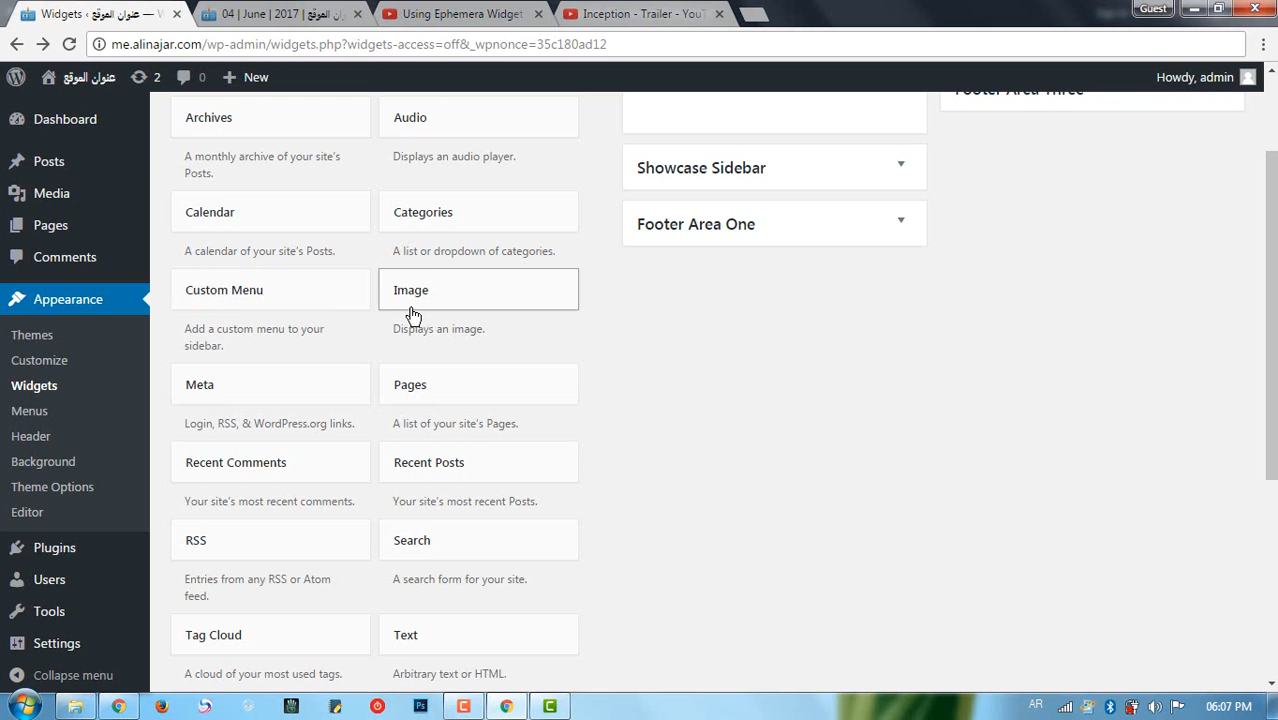 Widgets ‹ عنوان الموقع — W
04 | June | 2017 | عنوان الموقع
Using Ephemera Widget
Inception - Trailer - YouT
Guest
me.alinajar.com/wp-admin/widgets.php?widgets-access=off&_wpnonce=35c180ad12
عنوان الموقع
2
0
New
Howdy, admin
Dashboard
Posts
Media
Pages
Comments
Appearance
Themes
Customize
Widgets
Menus
Header
Background
Theme Options
Editor
Plugins
Users
Tools
Settings
Collapse menu
Archives
A monthly archive of your site's
Posts.
Audio
Displays an audio player.
Calendar
A calendar of your site's Posts.
Categories
A list or dropdown of categories.
Custom Menu
Add a custom menu to your
sidebar.
Image
Displays an image.
Meta
Login, RSS, & WordPress.org links.
Pages
A list of your site's Pages.
Recent Comments
Your site's most recent comments.
Recent Posts
Your site's most recent Posts.
RSS
Entries from any RSS or Atom
feed.
Search
A search form for your site.
Tag Cloud
A cloud of your most used tags.
Text
Arbitrary text or HTML.
Showcase Sidebar
Footer Area One
Footer Area Three
AR
06:07 PM